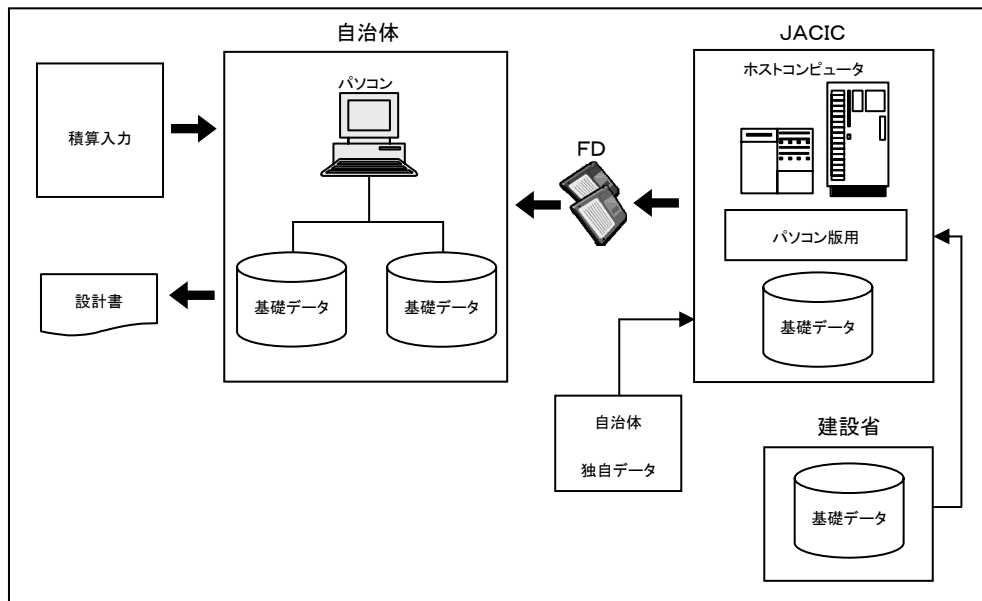 自治体
JACIC
積算入力
パソコン
ホストコンピュータ
FD
パソコン版用
設計書
基礎データ
基礎データ
基礎データ
自治体
独自データ
建設省
基礎データ